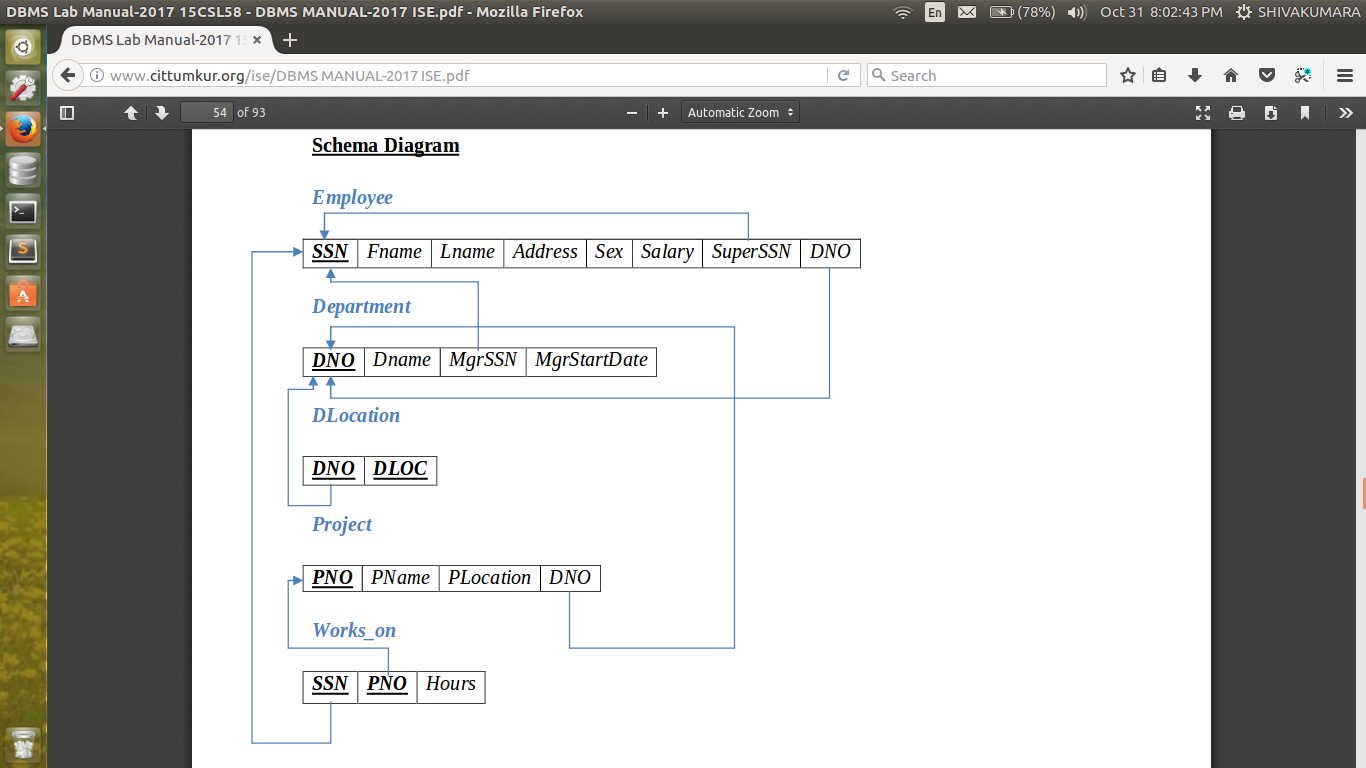 DBMS Lab Manual-2017 15CSL58 - DBMS MANUAL-2017 ISE.pdf - Mozilla Firefox En (78%) Oct 31 8:02:43 PM SHIVAKUMARA
DBMS Lab Manual-2017 1
www.cittumkur.org/ise/DBMS MANUAL-2017 ISE.pdf Search
54 of 93 Automatic Zoom
Schema Diagram
Employee
SSN Fname Lname Address Sex Salary SuperSSN DNO
Department
DNO Dname MgrSSN MgrStartDate
DLocation
DNO DLOC
Project
PNO PName PLocation DNO
Works_on
SSN PNO Hours